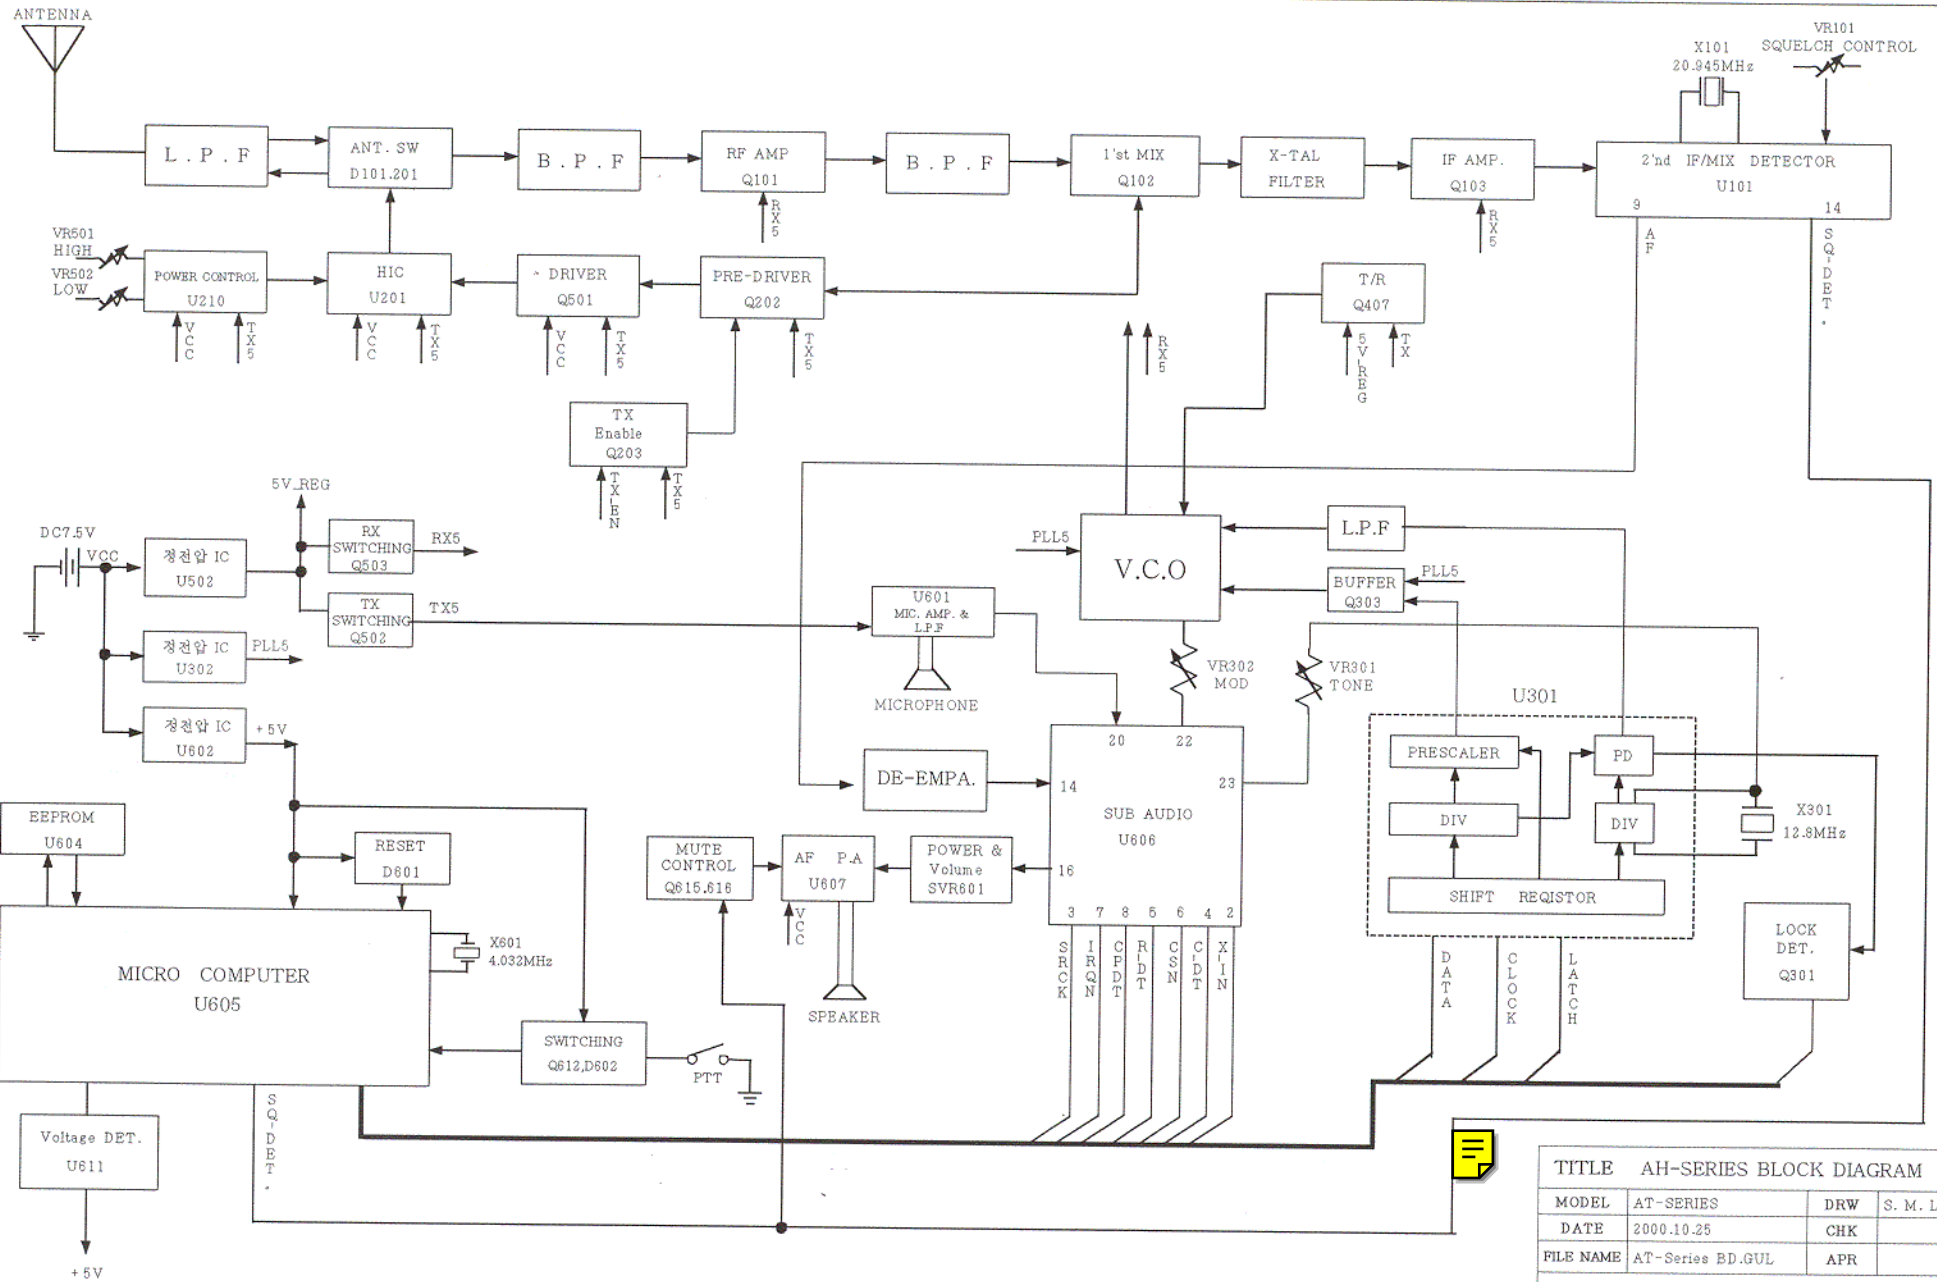 ANTENNA
L.P.F
ANT. SW
D101.201
B.P.F
RF AMP
Q101
B.P.F
1'st MIX
Q102
X-TAL
FILTER
IF AMP.
Q103
X101
20.945MHz
VR101
SQUELCH CONTROL
2'nd IF/MIX DETECTOR
U101
9
14
AF
SQ-DET.
RX5
RX5
VR501
HIGH
VR502
LOW
POWER CONTROL
U210
HIC
U201
DRIVER
Q501
PRE-DRIVER
Q202
T/R
Q407
VCC
TX5
VCC
TX5
VCC
TX5
TX5
RX5
5V-REG
TX
TX
Enable
Q203
TX-EN
TX5
5V_REG
DC7.5V
VCC
정전압 IC
U502
RX
SWITCHING
Q503
RX5
TX
SWITCHING
Q502
TX5
정전압 IC
U302
PLL5
정전압 IC
U602
+5V
U601
MIC. AMP. &
L.P.F
MICROPHONE
PLL5
V.C.O
L.P.F
BUFFER
Q303
PLL5
VR302
MOD
VR301
TONE
U301
PRESCALER
PD
DIV
DIV
SHIFT REQISTOR
X301
12.8MHz
DE-EMPA.
20
22
14
23
SUB AUDIO
U606
16
3 7 8 5 6 4 2
SRCK
IRQN
CPDT
R-DT
CSN
C-DT
X-IN
DATA
CLOCK
LATCH
LOCK
DET.
Q301
EEPROM
U604
RESET
D601
MUTE
CONTROL
Q615.616
AF P.A
U607
VCC
POWER &
Volume
SVR601
SPEAKER
MICRO COMPUTER
U605
X601
4.032MHz
SWITCHING
Q612,D602
PTT
Voltage DET.
U611
+5V
SQ-DET.
TITLE AH-SERIES BLOCK DIAGRAM
MODEL AT-SERIES DRW S. M. L
DATE 2000.10.25 CHK
FILE NAME AT-Series BD.GUL APR